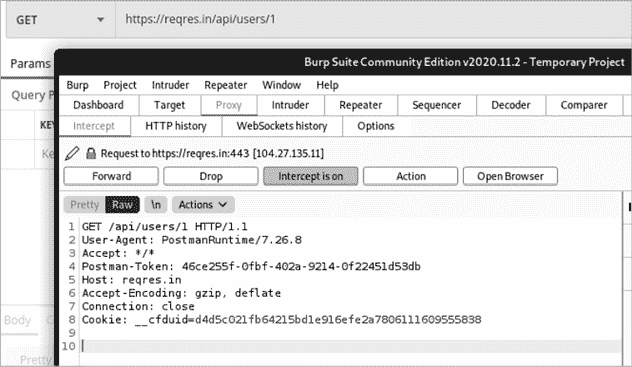 GET https://reqres.in/api/users/1
Burp Suite Community Edition v2020.11.2 - Temporary Project
Params
Burp Project Intruder Repeater Window Help
Query P
Dashboard Target Proxy Intruder Repeater Sequencer Decoder Comparer
KEY
Intercept HTTP history WebSockets history Options
Ke
Request to https://reqres.in:443 [104.27.135.11]
Forward Drop Intercept is on Action Open Browser
Pretty Raw \n Actions
1 GET /api/users/1 HTTP/1.1
2 User-Agent: PostmanRuntime/7.26.8
3 Accept: */*
4 Postman-Token: 46ce255f-0fbf-402a-9214-0f22451d53db
5 Host: reqres.in
6 Accept-Encoding: gzip, deflate
7 Connection: close
8 Cookie: __cfduid=d4d5c021fb64215bd1e916efe2a7806111609555838
9
10
Body
Pretty